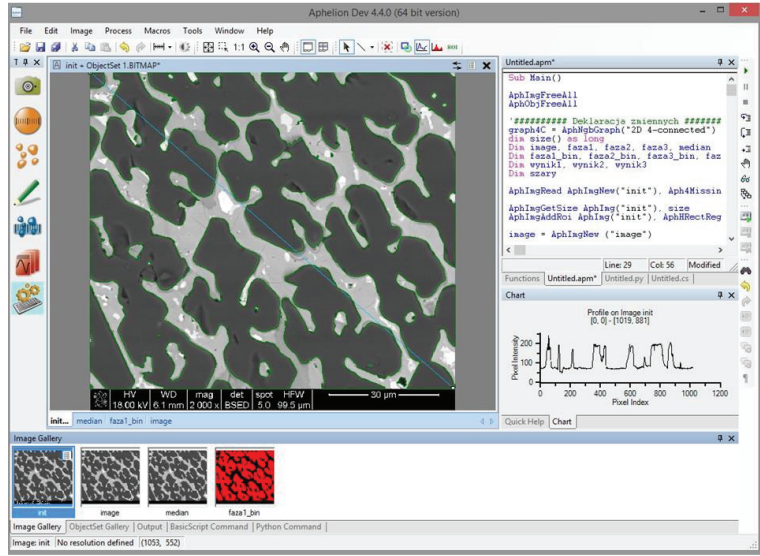 Aphelion Dev 4.4.0 (64 bit version)
File Edit Image Process Macros Tools Window Help
1:1
init + ObjectSet 1.BITMAP*
HV WD mag det spot HFW
18.00 kV 6.1 mm 2 000 x BSED 5.0 99.5 µm
30 µm
init... median faza1_bin image
Untitled.apm*
Sub Main()
AphImgFreeAll
AphObjFreeAll
'########## Deklaracja zmiennych #######
graph4C = AphNgbGraph("2D 4-connected")
dim size() as long
Dim image, faza1, faza2, faza3, median
Dim faza1_bin, faza2_bin, faza3_bin, faz
Dim wynik1, wynik2, wynik3
Dim szary
AphImgRead AphImgNew("init"), Aph4Missin
AphImgGetSize AphImg("init"), size
AphImgAddRoi AphImg("init"), AphHRectReg
image = AphImgNew ("image")
Line: 29 Col: 56 Modified
Functions Untitled.apm* Untitled.py Untitled.cs
Chart
Profile on Image init
[0, 0] - [1019, 881]
Pixel Intensity
200
100
0
0 200 400 600 800 1000 1200
Pixel Index
Quick Help Chart
Image Gallery
init image median faza1_bin
Image Gallery ObjectSet Gallery Output BasicScript Command Python Command
Image: init No resolution defined (1053, 552)